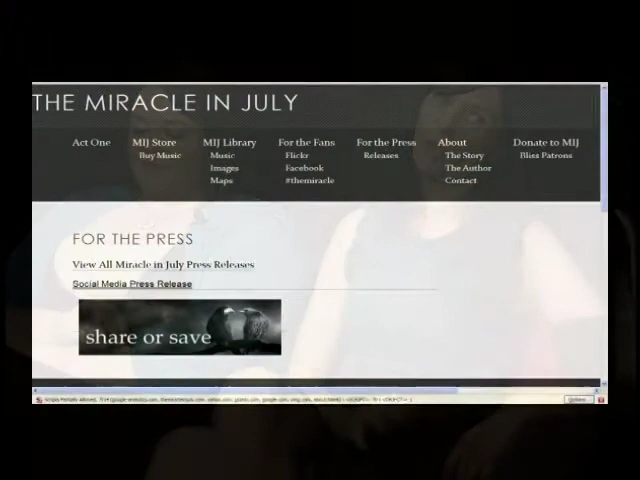 THE MIRACLE IN JULY
Act One MIJ Store MIJ Library For the Fans For the Press About Donate to MIJ
Buy Music Music Flickr Releases The Story Bliss Patrons
Images Facebook The Author
Maps #themiracle Contact
FOR THE PRESS
View All Miracle in July Press Releases
Social Media Press Release
share or save